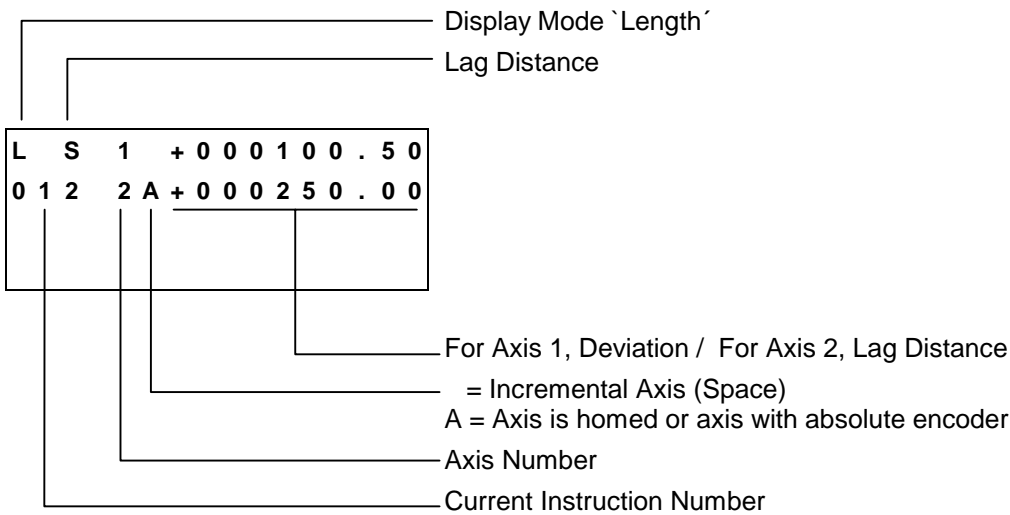 Display Mode `Length´
Lag Distance
L S 1 +000100.50
012 2A+000250.00
For Axis 1, Deviation / For Axis 2, Lag Distance
= Incremental Axis (Space)
A = Axis is homed or axis with absolute encoder
Axis Number
Current Instruction Number